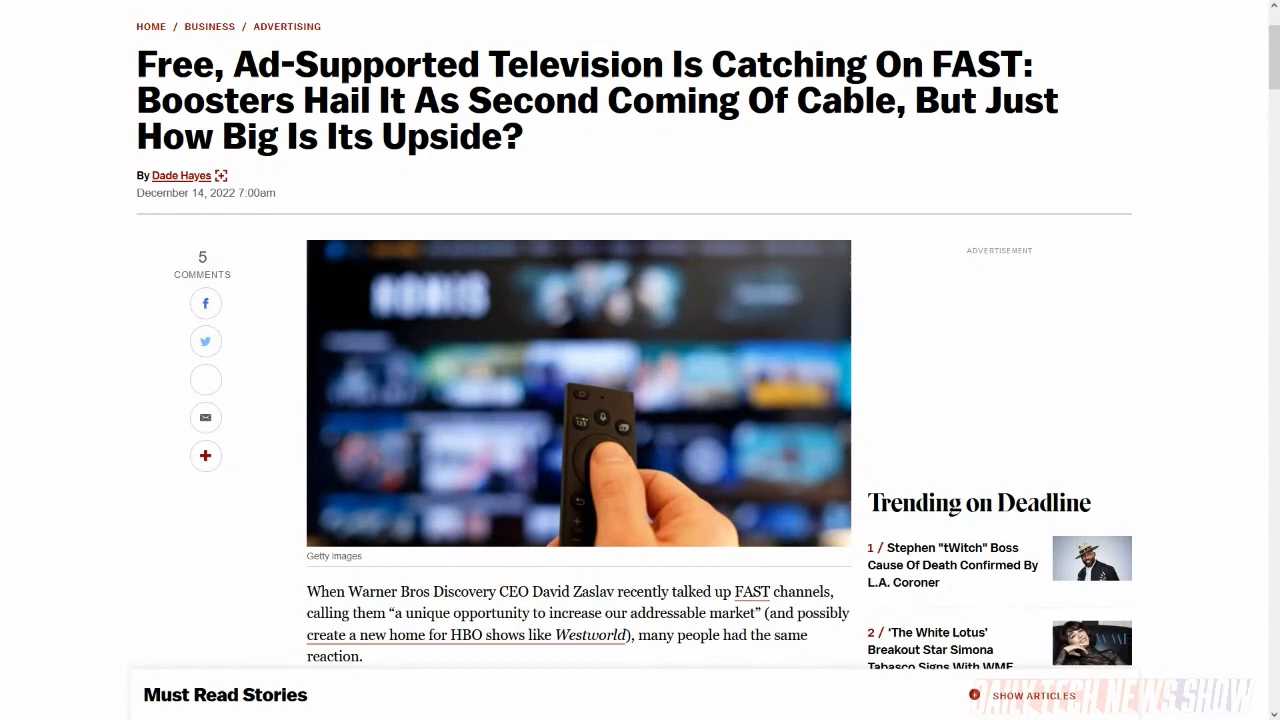 HOME / BUSINESS / ADVERTISING
Free, Ad-Supported Television Is Catching On FAST:
Boosters Hail It As Second Coming Of Cable, But Just
How Big Is Its Upside?
By Dade Hayes
December 14, 2022 7:00am
5
COMMENTS
ADVERTISEMENT
123
Getty Images
When Warner Bros Discovery CEO David Zaslav recently talked up FAST channels,
calling them “a unique opportunity to increase our addressable market” (and possibly
create a new home for HBO shows like Westworld), many people had the same
reaction.
Trending on Deadline
1 / Stephen "tWitch" Boss
Cause Of Death Confirmed By
L.A. Coroner
2 / 'The White Lotus'
Breakout Star Simona
Tabasco Signs With WME
Must Read Stories
SHOW ARTICLES
DAILY TECH NEWS SHOW